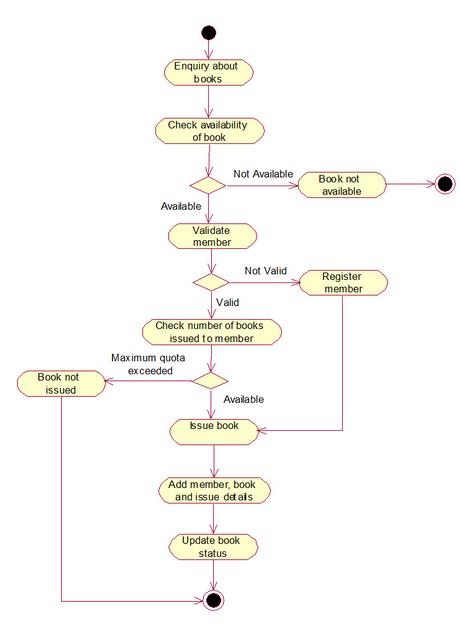 Enquiry about
books
Check availability
of book
Not Available
Book not
available
Available
Validate
member
Not Valid
Register
member
Valid
Check number of books
issued to member
Maximum quota
exceeded
Book not
issued
Available
Issue book
Add member, book
and issue details
Update book
status